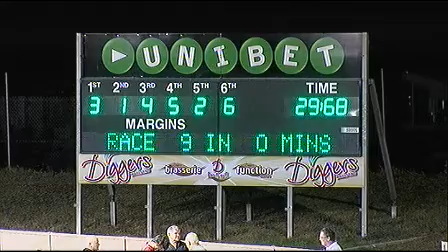 UNIBET
1ST 2ND 3RD 4TH 5TH 6TH TIME
3 1 4 5 2 6 29:68
MARGINS
RACE 9 IN 0 MINS
Diggers brasserie D function Diggers